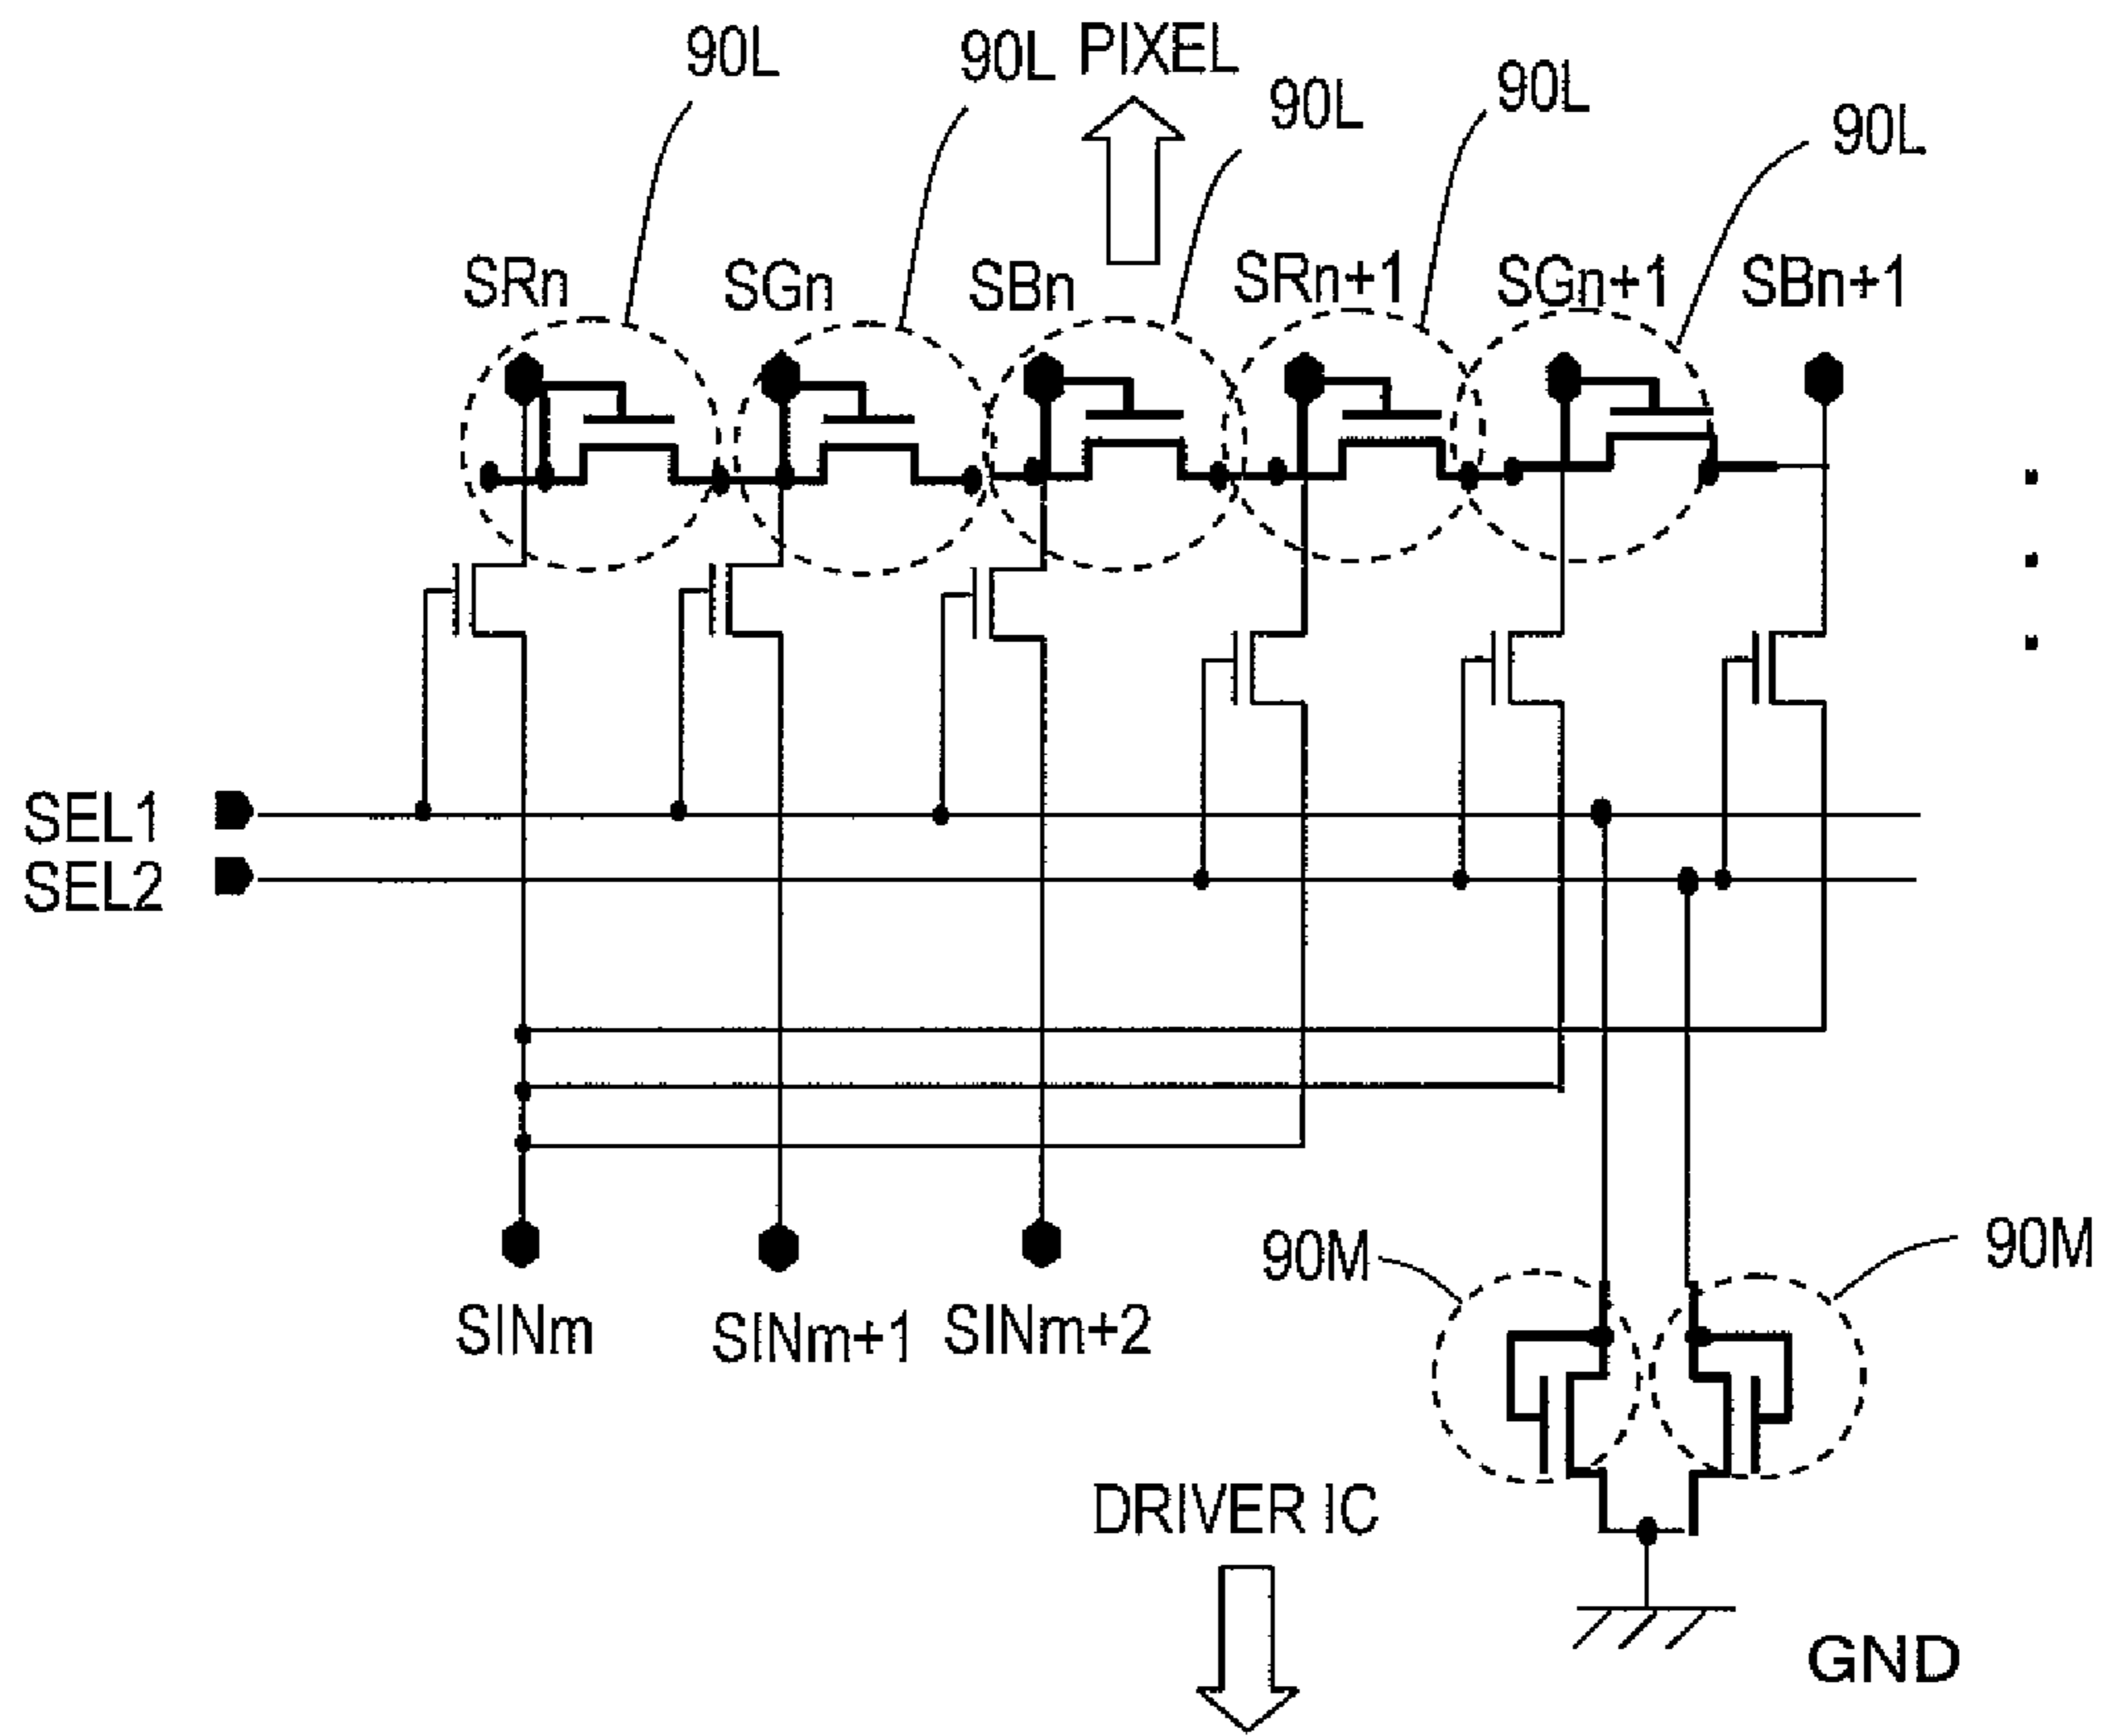 90L
90L
PIXEL
90L
90L
90L
SRn
SGn
SBn
SRn+1
SGn+1
SBn+1
SEL1
SEL2
SINm
SINm+1
SINm+2
90M
90M
DRIVER IC
GND